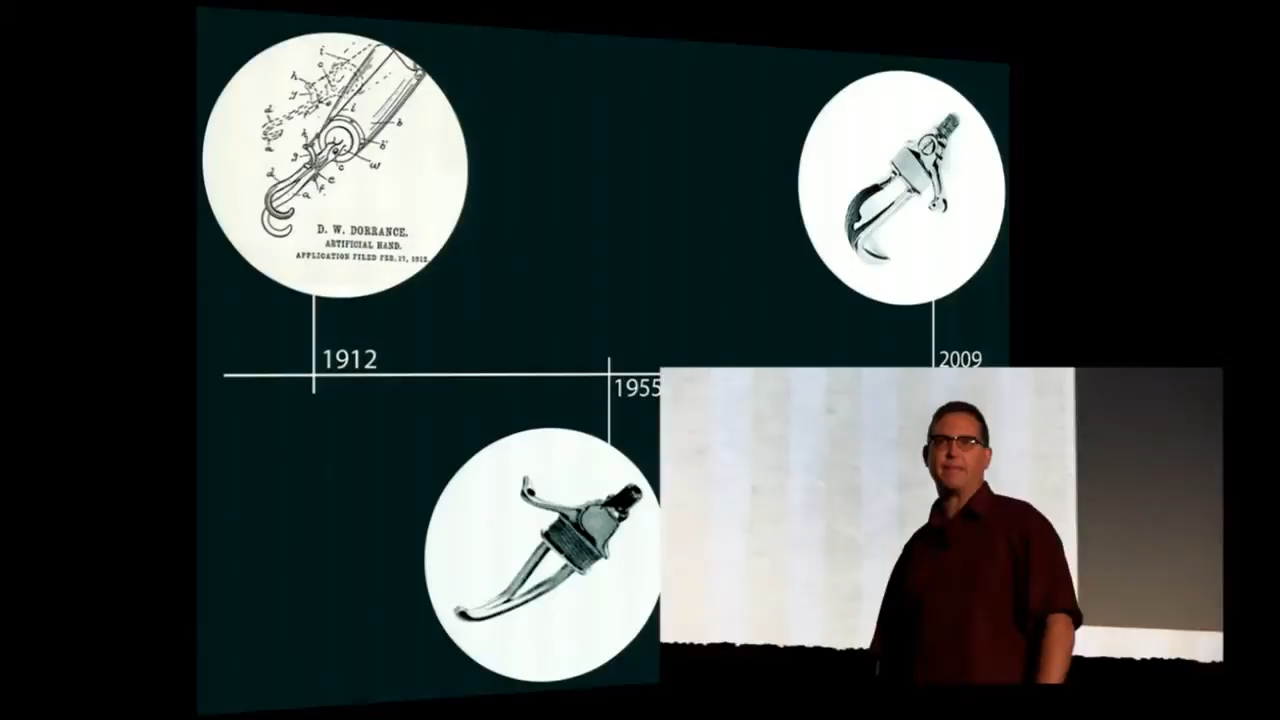 D. W. DORRANCE.
ARTIFICIAL HAND.
APPLICATION FILED FEB. 17, 1912.
1912
1955
2009